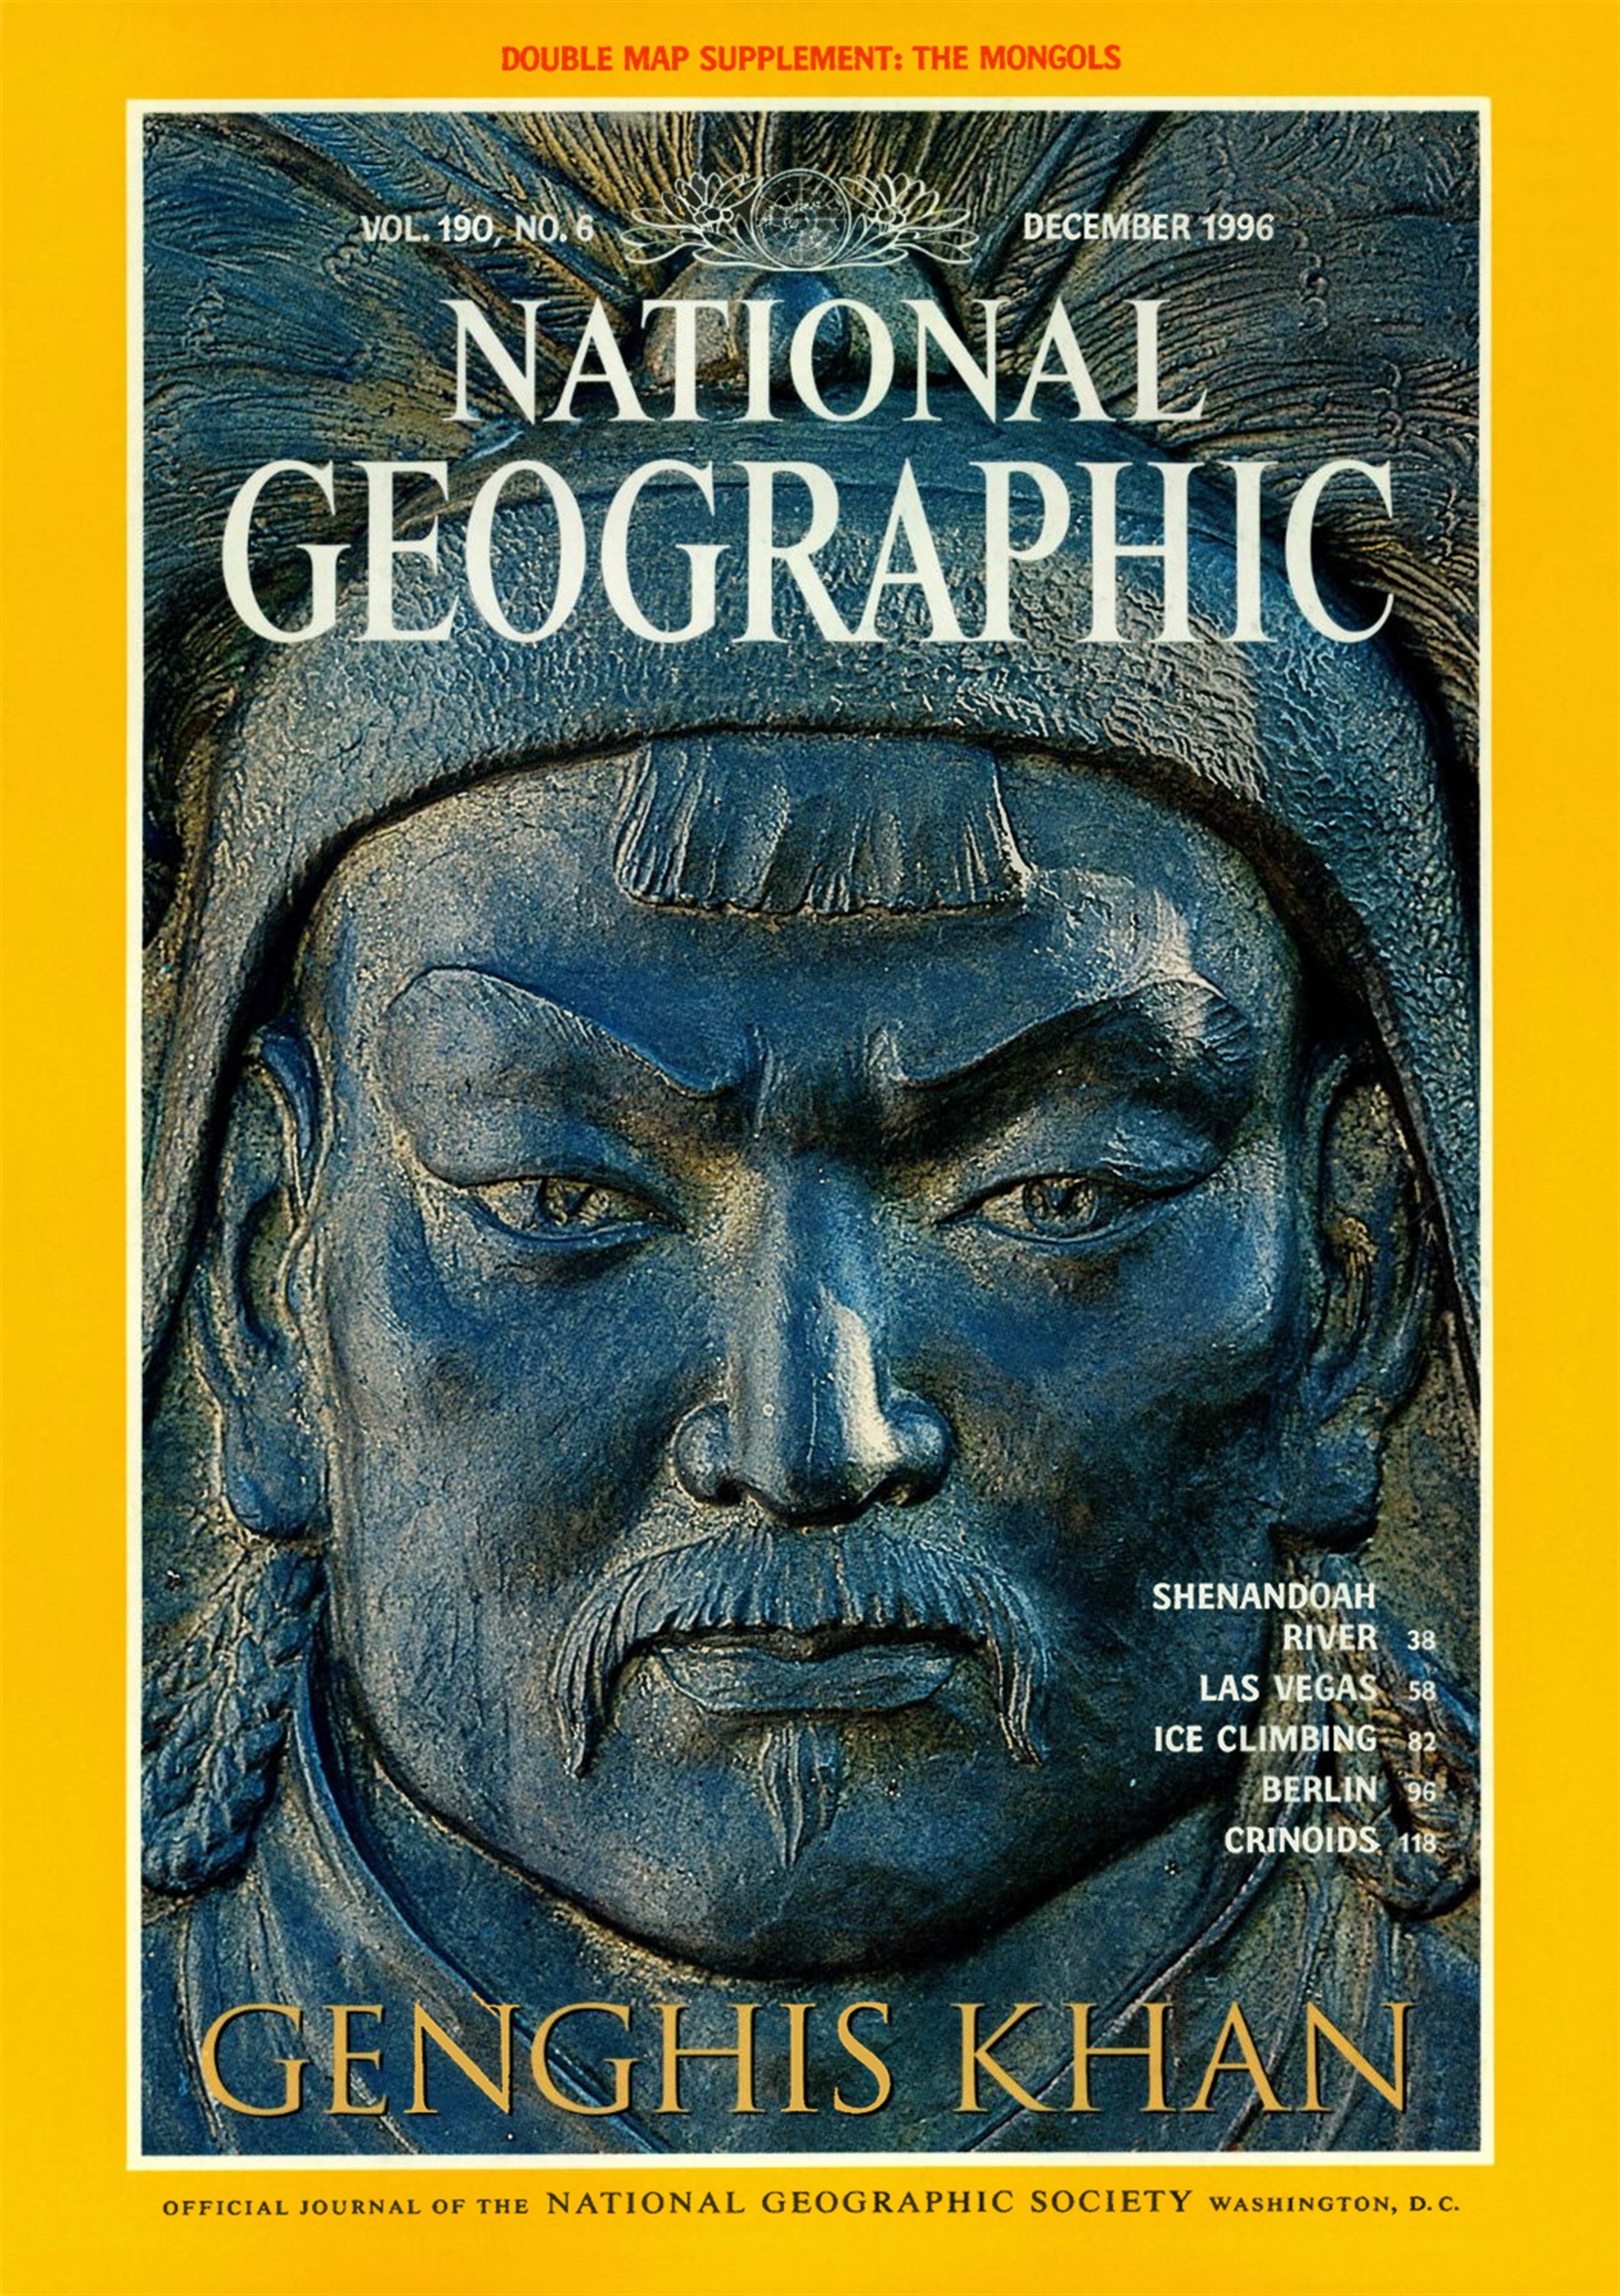 DOUBLE MAP SUPPLEMENT: THE MONGOLS
VOL. 190, NO. 6
DECEMBER 1996
NATIONAL
GEOGRAPHIC
SHENANDOAH
RIVER 38
LAS VEGAS 58
ICE CLIMBING 82
BERLIN 96
CRINOIDS 118
GENGHIS KHAN
OFFICIAL JOURNAL OF THE NATIONAL GEOGRAPHIC SOCIETY WASHINGTON, D.C.